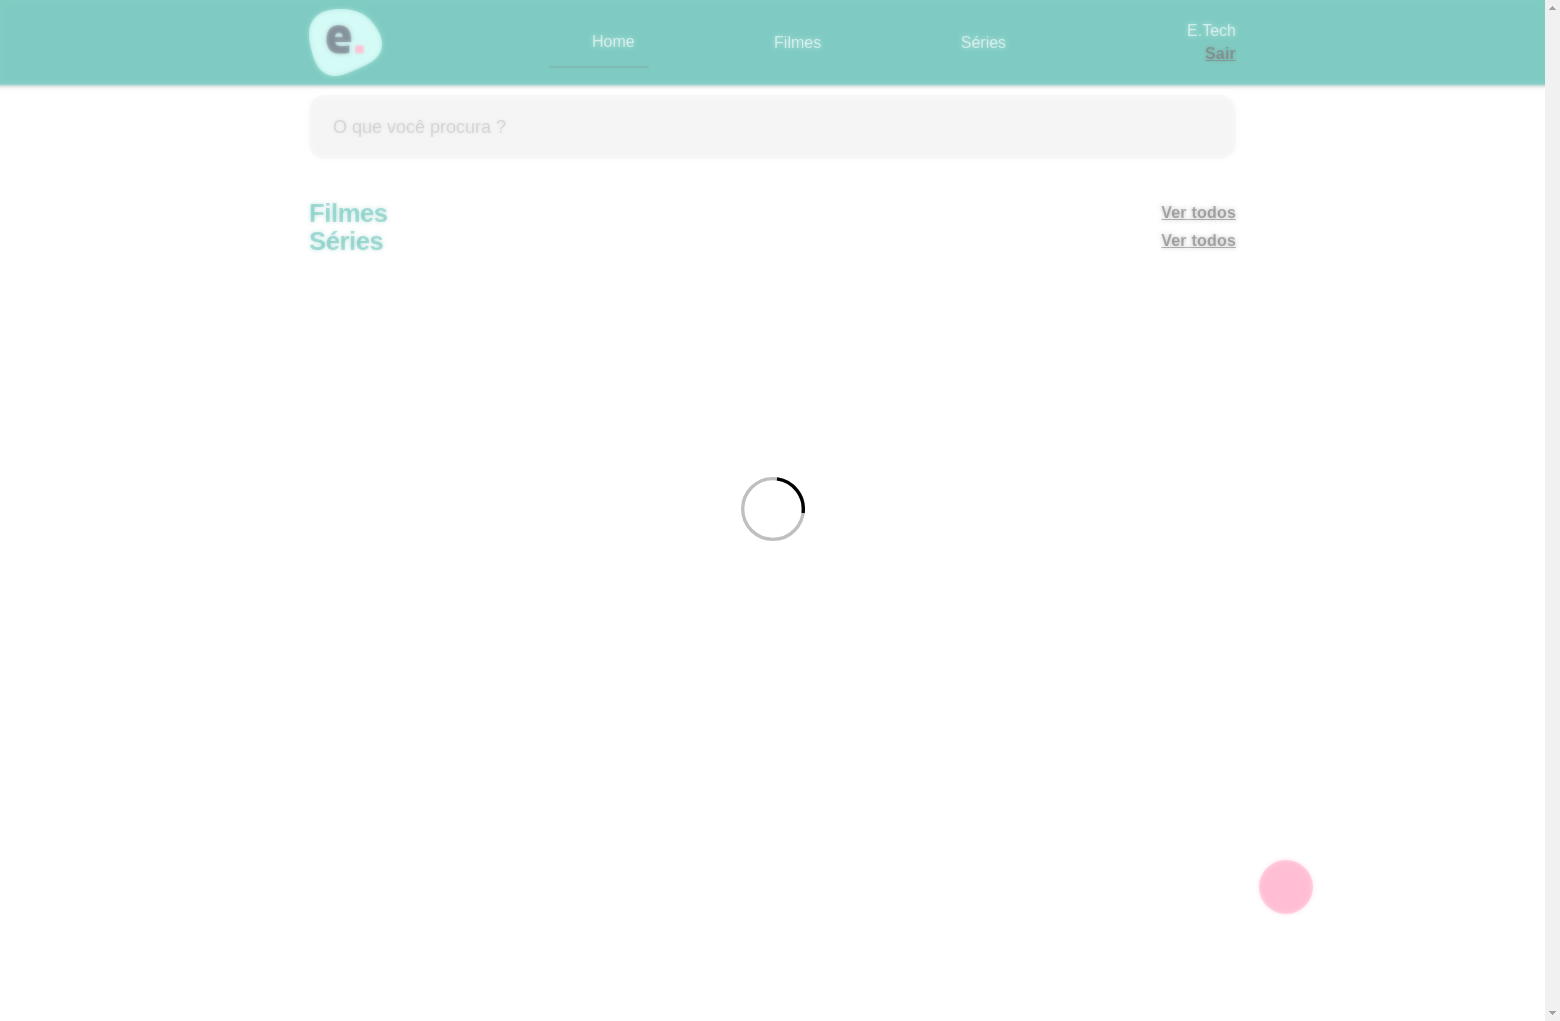 e.
Home
Filmes
Séries
E.Tech
Sair
O que você procura ?
Filmes
Ver todos
Séries
Ver todos